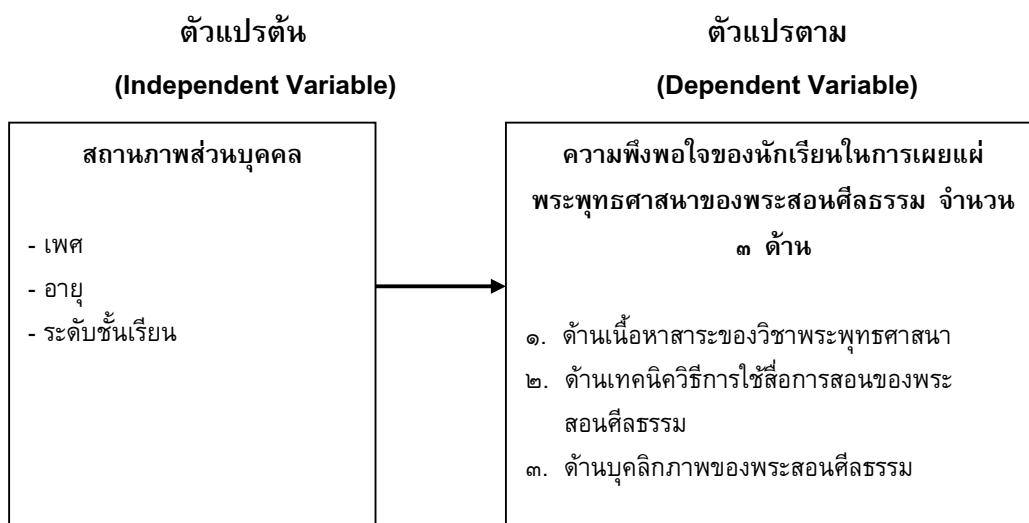 ตัวแปรต้น
(Independent Variable)
สถานภาพส่วนบุคคล
- เพศ
- อายุ
- ระดับชั้นเรียน
ตัวแปรตาม
(Dependent Variable)
ความพึงพอใจของนักเรียนในการเผยแผ่
พระพุทธศาสนาของพระสอนศีลธรรม จำนวน
๓ ด้าน
๑. ด้านเนื้อหาสาระของวิชาพระพุทธศาสนา
๒. ด้านเทคนิควิธีการใช้สื่อการสอนของพระ
สอนศีลธรรม
๓. ด้านบุคลิกภาพของพระสอนศีลธรรม